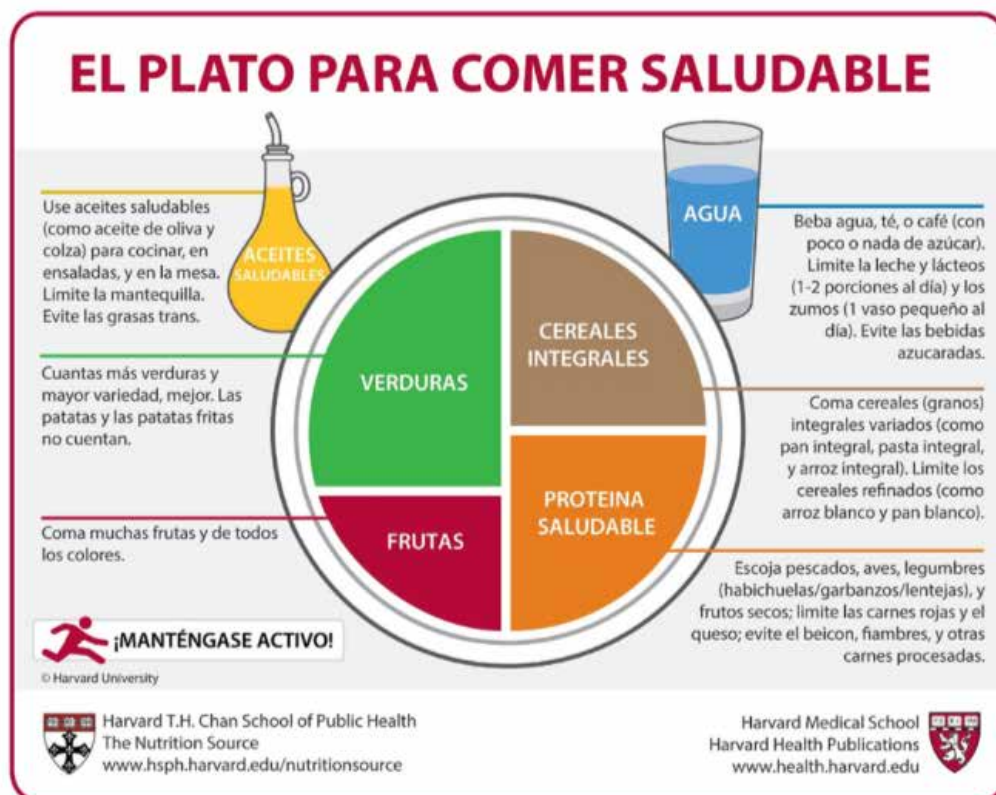 EL PLATO PARA COMER SALUDABLE
Use aceites saludables
(como aceite de oliva y
colza) para cocinar, en
ensaladas, y en la mesa.
Limite la mantequilla.
Evite las grasas trans.
ACEITES
SALUDABLES
AGUA
Beba agua, té, o café (con
poco o nada de azúcar).
Limite la leche y lácteos
(1-2 porciones al día) y los
zumos (1 vaso pequeño al
día). Evite las bebidas
azucaradas.
Cuantas más verduras y
mayor variedad, mejor. Las
patatas y las patatas fritas
no cuentan.
VERDURAS
CEREALES
INTEGRALES
Coma cereales (granos)
integrales variados (como
pan integral, pasta integral,
y arroz integral). Limite los
cereales refinados (como
arroz blanco y pan blanco).
Coma muchas frutas y de todos
los colores.
FRUTAS
PROTEINA
SALUDABLE
Escoja pescados, aves, legumbres
(habichuelas/garbanzos/lentejas), y
frutos secos; limite las carnes rojas y el
queso; evite el beicon, fiambres, y otras
carnes procesadas.
¡MANTÉNGASE ACTIVO!
© Harvard University
Harvard T.H. Chan School of Public Health
The Nutrition Source
www.hsph.harvard.edu/nutritionsource
Harvard Medical School
Harvard Health Publications
www.health.harvard.edu